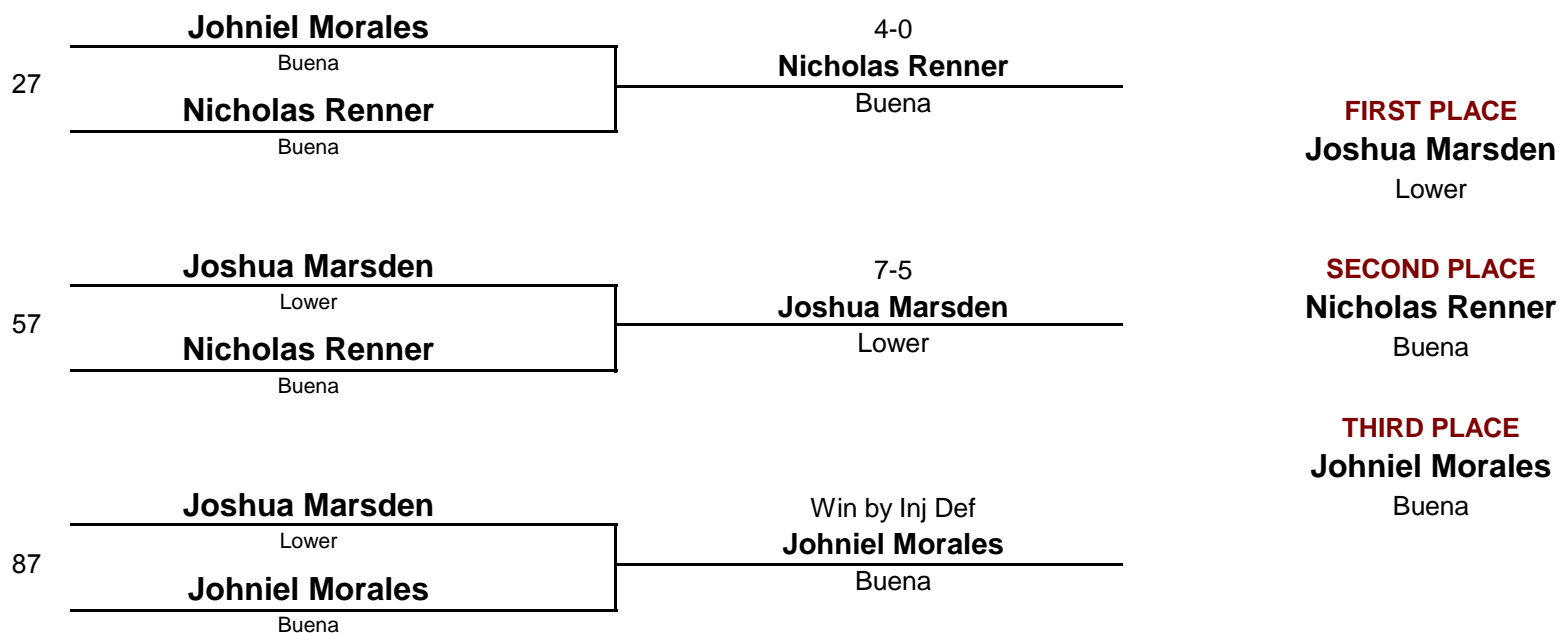 27
Johniel Morales
Buena
Nicholas Renner
Buena
4-0
Nicholas Renner
Buena
57
Joshua Marsden
Lower
Nicholas Renner
Buena
7-5
Joshua Marsden
Lower
87
Joshua Marsden
Lower
Johniel Morales
Buena
Win by Inj Def
Johniel Morales
Buena
FIRST PLACE
Joshua Marsden
Lower
SECOND PLACE
Nicholas Renner
Buena
THIRD PLACE
Johniel Morales
Buena